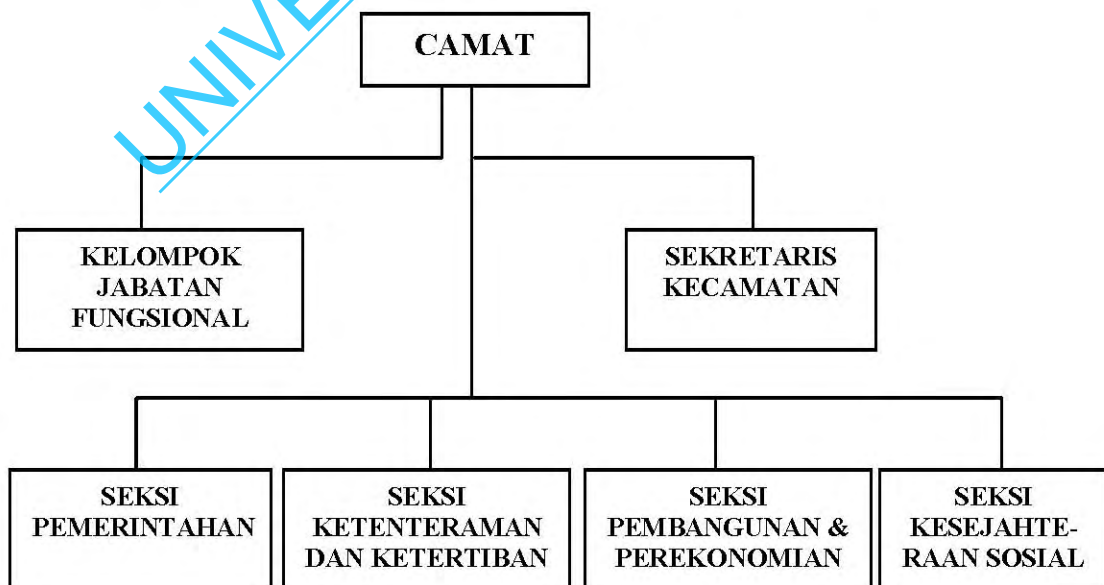 UNIVE
CAMAT
KELOMPOK
JABATAN
FUNGSIONAL
SEKRETARIS
KECAMATAN
SEKSI
PEMERINTAHAN
SEKSI
KETENTERAMAN
DAN KETERTIBAN
SEKSI
PEMBANGUNAN &
PEREKONOMIAN
SEKSI
KESEJAHTE-
RAAN SOSIAL